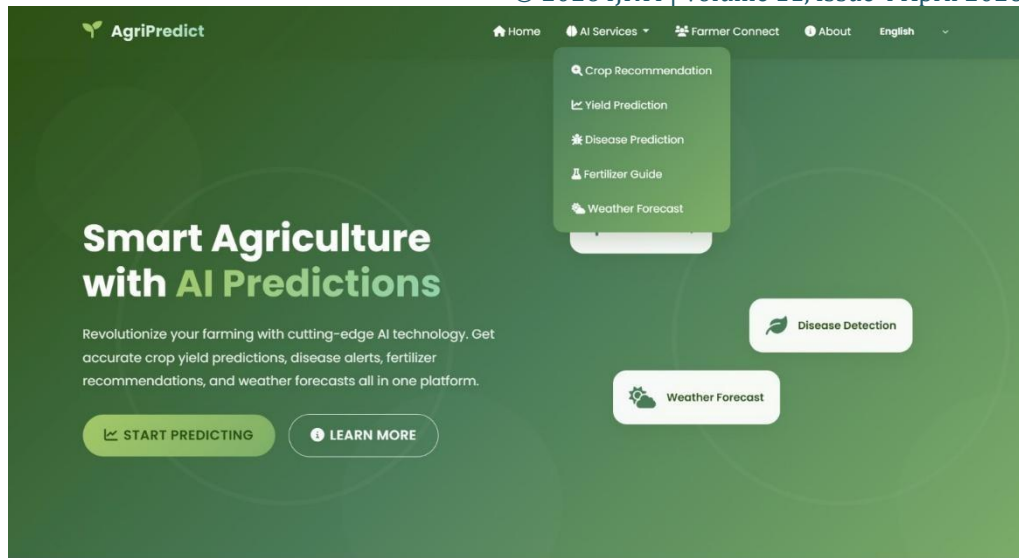 AgriPredict
Home AI Services Farmer Connect About English
Crop Recommendation
Yield Prediction
Disease Prediction
Fertilizer Guide
Weather Forecast
Smart Agriculture
with AI Predictions
Revolutionize your farming with cutting-edge AI technology. Get
accurate crop yield predictions, disease alerts, fertilizer
recommendations, and weather forecasts all in one platform.
START PREDICTING
LEARN MORE
Disease Detection
Weather Forecast